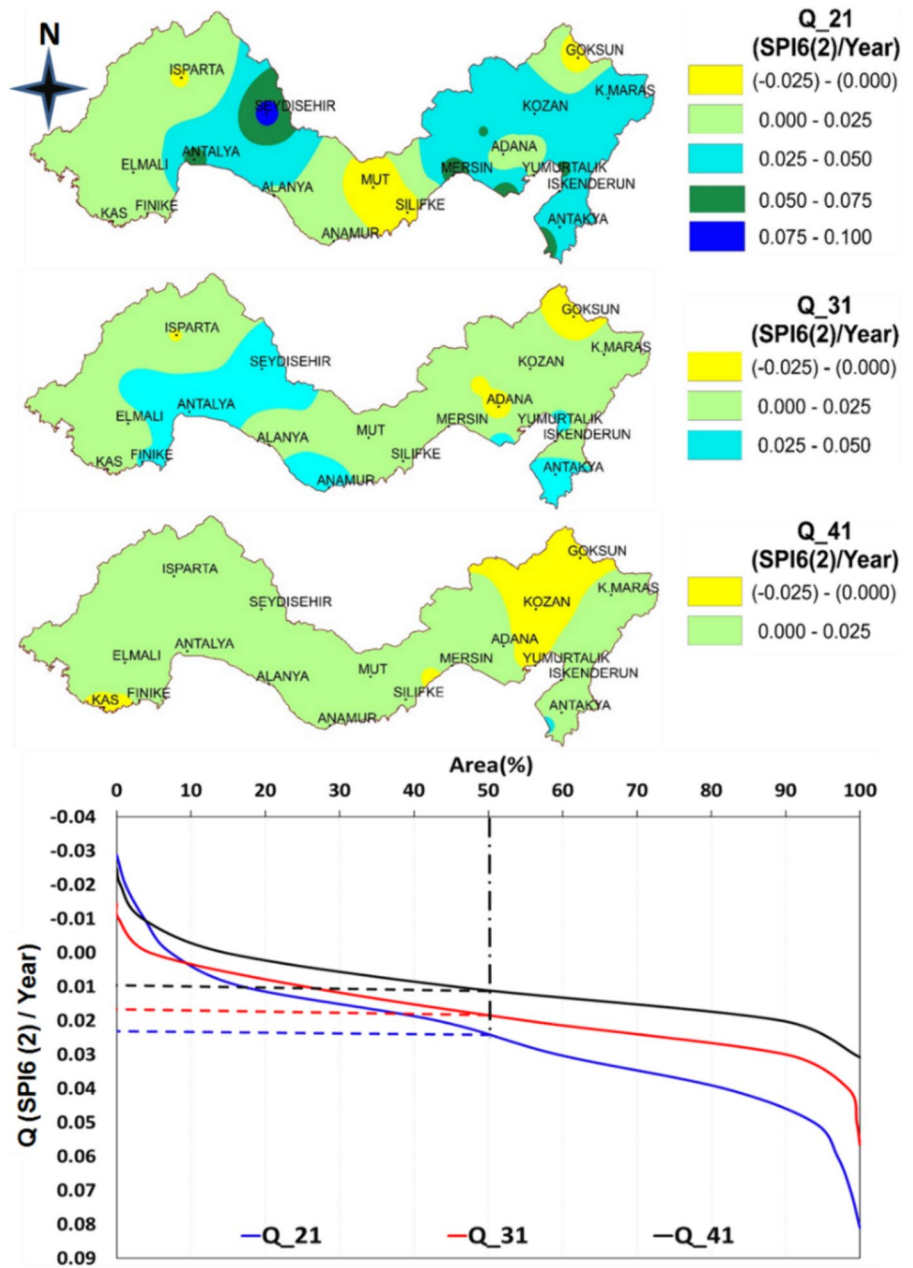 N
ISPARTA
SEYDISEHIR
ELMALI
ANTALYA
KAS
FINIKE
ALANYA
MUT
SILIFKE
ANAMUR
GOKSUN
K.MARAS
KOZAN
ADANA
MERSIN
YUMURTALIK
ISKENDERUN
ANTAKYA
Q_21
(SPI6(2)/Year)
(-0.025) - (0.000)
0.000 - 0.025
0.025 - 0.050
0.050 - 0.075
0.075 - 0.100
ISPARTA
SEYDISEHIR
ELMALI
ANTALYA
KAS
FINIKE
ALANYA
MUT
SILIFKE
ANAMUR
GOKSUN
K.MARAS
KOZAN
ADANA
MERSIN
YUMURTALIK
ISKENDERUN
ANTAKYA
Q_31
(SPI6(2)/Year)
(-0.025) - (0.000)
0.000 - 0.025
0.025 - 0.050
ISPARTA
SEYDISEHIR
ELMALI
ANTALYA
KAS
FINIKE
ALANYA
MUT
SILIFKE
ANAMUR
GOKSUN
K.MARAS
KOZAN
ADANA
MERSIN
YUMURTALIK
ISKENDERUN
ANTAKYA
Q_41
(SPI6(2)/Year)
(-0.025) - (0.000)
0.000 - 0.025
Area(%)
0 10 20 30 40 50 60 70 80 90 100
-0.04
-0.03
-0.02
-0.01
0.00
0.01
0.02
0.03
0.04
0.05
0.06
0.07
0.08
0.09
Q (SPI6 (2) / Year)
Q_21 Q_31 Q_41